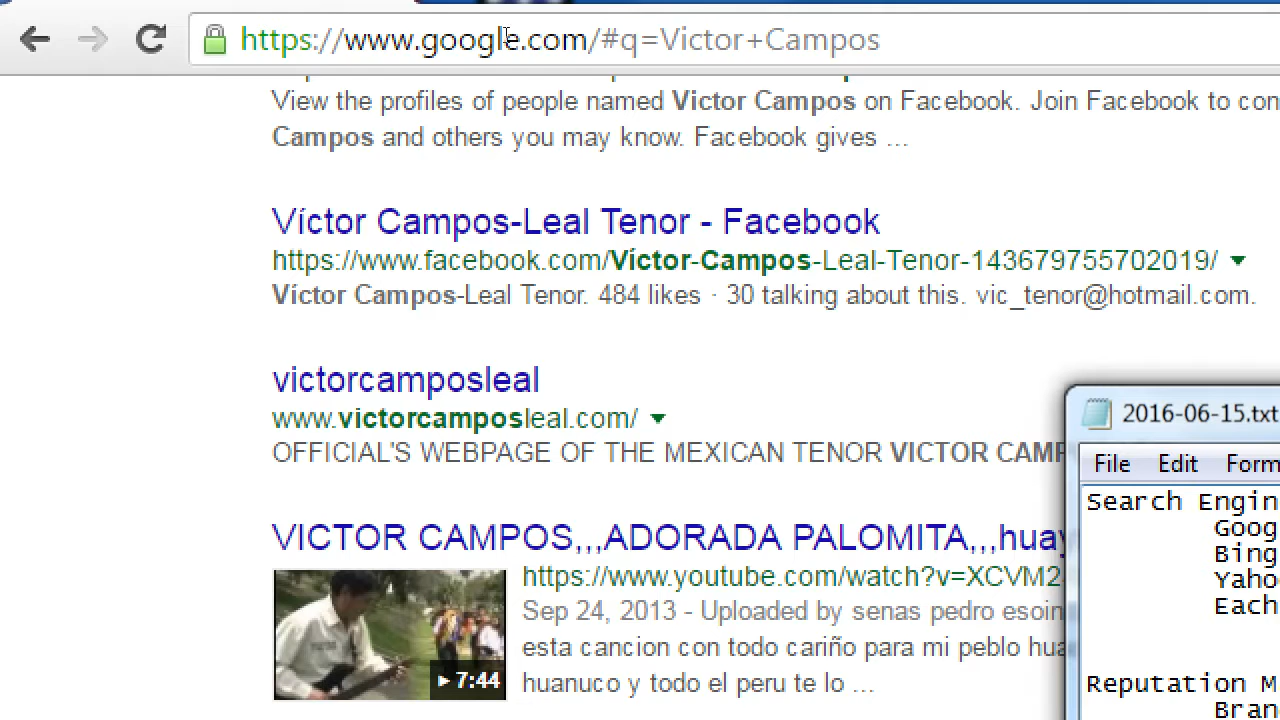 https://www.google.com/#q=Victor+Campos
View the profiles of people named Victor Campos on Facebook. Join Facebook to con
Campos and others you may know. Facebook gives ...
Víctor Campos-Leal Tenor - Facebook
https://www.facebook.com/Víctor-Campos-Leal-Tenor-143679755702019/
Víctor Campos-Leal Tenor. 484 likes · 30 talking about this. vic_tenor@hotmail.com.
victorcamposleal
www.victorcamposleal.com/
OFFICIAL'S WEBPAGE OF THE MEXICAN TENOR VICTOR CAMP
VICTOR CAMPOS,,,ADORADA PALOMITA,,,huay
https://www.youtube.com/watch?v=XCVM2
Sep 24, 2013 - Uploaded by senas pedro esoin
esta cancion con todo cariño para mi peblo hua
huanuco y todo el peru te lo ...
7:44
2016-06-15.txt
File Edit Form
Search Engin
Goog
Bing
Yaho
Each
Reputation M
Bran